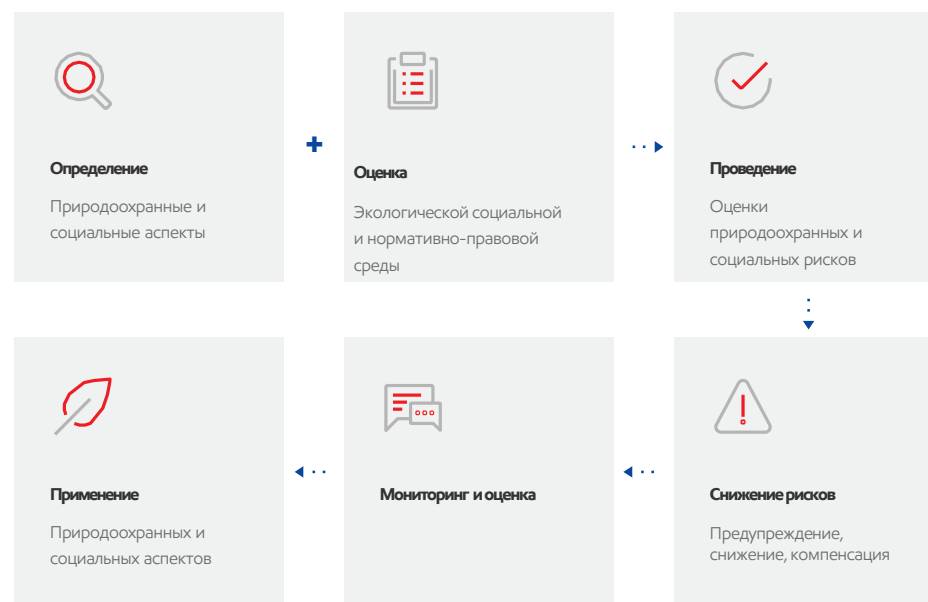 Определение
Природоохранные и
социальные аспекты
Оценка
Экологической социальной
и нормативно-правовой
среды
Проведение
Оценки
природоохранных и
социальных рисков
Применение
Природоохранных и
социальных аспектов
Мониторинг и оценка
Снижение рисков
Предупреждение,
снижение, компенсация